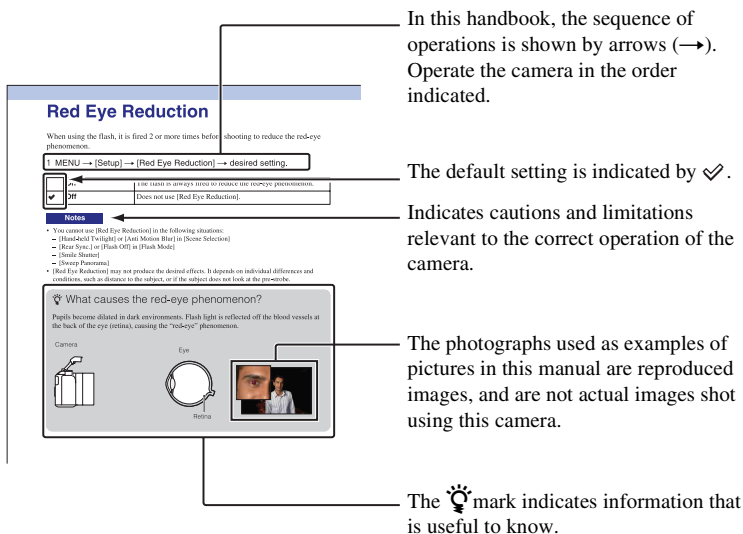 In this handbook, the sequence of
operations is shown by arrows (→).
Operate the camera in the order
indicated.
Red Eye Reduction
When using the flash, it is fired 2 or more times before shooting to reduce the red-eye
phenomenon.
1 MENU → [Setup] → [Red Eye Reduction] → desired setting.
The default setting is indicated by ✔.
On The flash is always fired to reduce the red-eye phenomenon.
✔ Off Does not use [Red Eye Reduction].
Notes
Indicates cautions and limitations
relevant to the correct operation of the
camera.
• You cannot use [Red Eye Reduction] in the following situations:
– [Hand-held Twilight] or [Anti Motion Blur] in [Scene Selection]
– [Rear Sync.] or [Flash Off] in [Flash Mode]
– [Smile Shutter]
– [Sweep Panorama]
• [Red Eye Reduction] may not produce the desired effects. It depends on individual differences and
conditions, such as distance to the subject, or if the subject does not look at the pre-strobe.
What causes the red-eye phenomenon?
Pupils become dilated in dark environments. Flash light is reflected off the blood vessels at
the back of the eye (retina), causing the “red-eye” phenomenon.
Camera
Eye
Retina
The photographs used as examples of
pictures in this manual are reproduced
images, and are not actual images shot
using this camera.
The mark indicates information that
is useful to know.